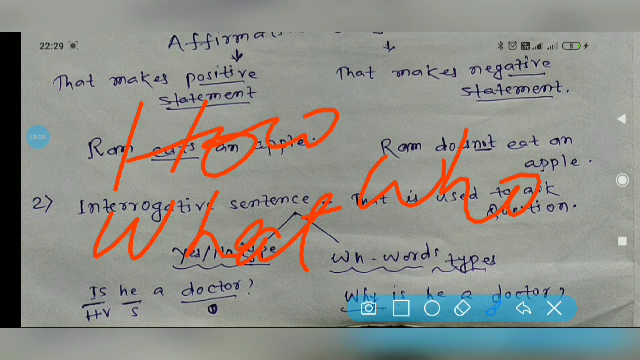 22:29
Affirmat
That makes positive statement
That makes negative statement.
Ram eats an apple.
Ram does not eat an apple.
How
What Who
2) Interrogative sentence :- That is used to ask question.
Yes/No type
Wh-words types
Is he a doctor?
Why is he a doctor?
HV S